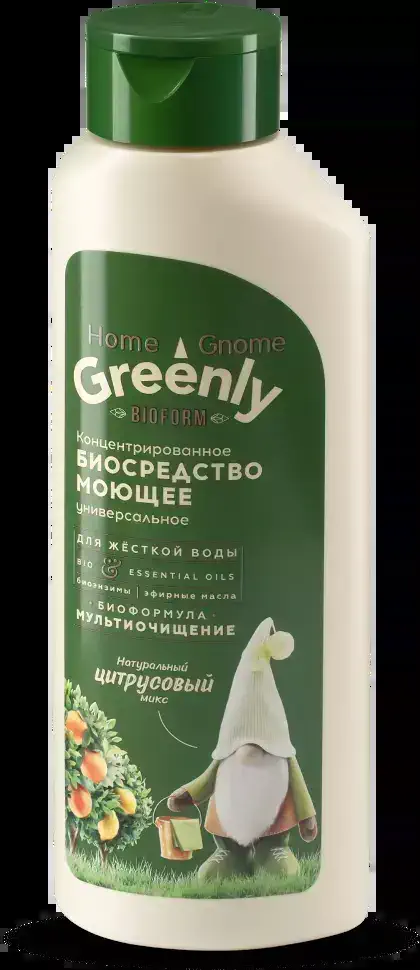 Home Gnome
Greenly
BIOFORM
Концентрированное
БИОСРЕДСТВО
МОЮЩЕЕ
универсальное
ДЛЯ ЖЁСТКОЙ ВОДЫ
BIO & ESSENTIAL OILS
биоэнзимы | эфирные масла
· БИОФОРМУЛА ·
МУЛЬТИОЧИЩЕНИЕ
Натуральный
цитрусовый
микс